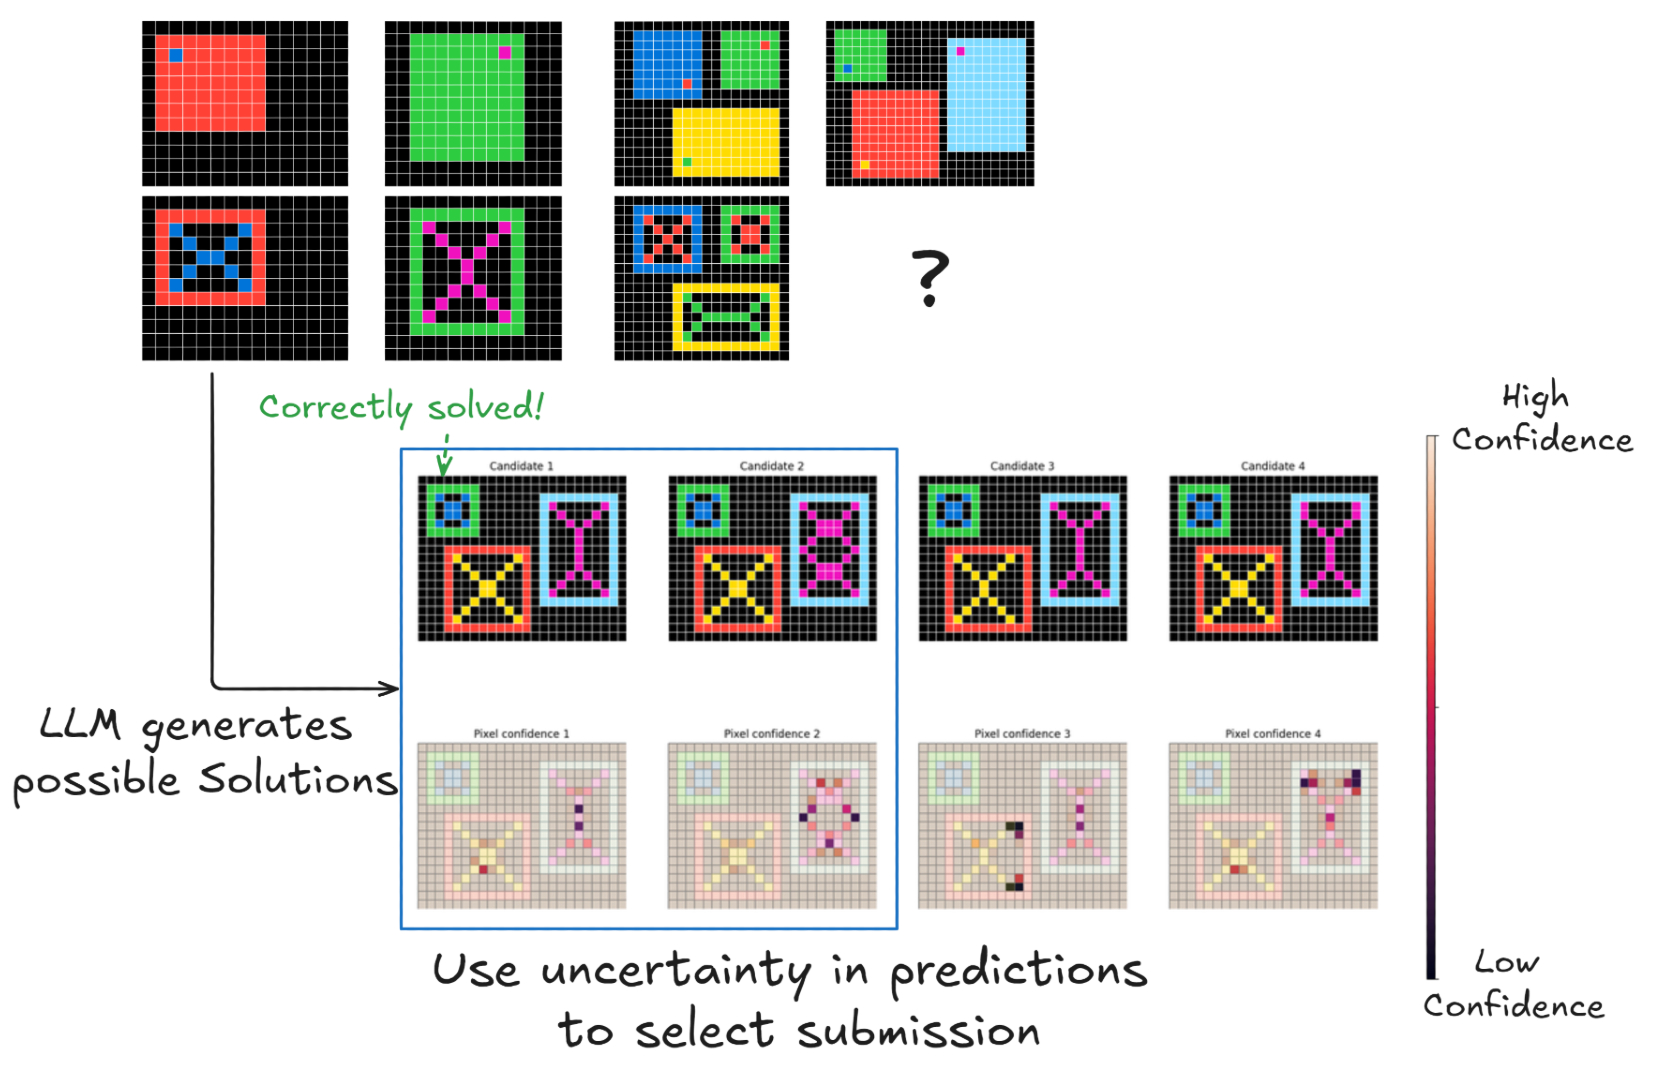 ?
Correctly solved!
High
Confidence
Candidate 1
Candidate 2
Candidate 3
Candidate 4
LLM generates
possible Solutions
Pixel confidence 1
Pixel confidence 2
Pixel confidence 3
Pixel confidence 4
Low
Confidence
Use uncertainty in predictions
to select submission